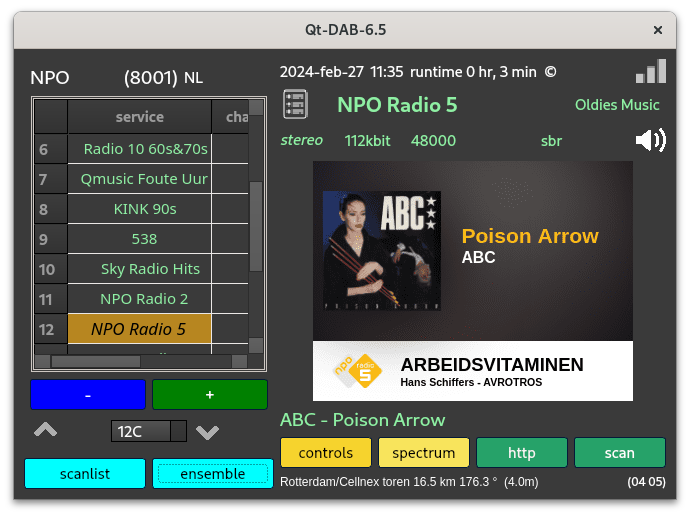 Qt-DAB-6.5
×
NPO (8001) NL
service cha
6 Radio 10 60s&70s
7 Qmusic Foute Uur
8 KINK 90s
9 538
10 Sky Radio Hits
11 NPO Radio 2
12 NPO Radio 5
- +
12C
scanlist ensemble
2024-feb-27 11:35 runtime 0 hr, 3 min ©
NPO Radio 5 Oldies Music
stereo 112kbit 48000 sbr
ABC
POISON ARROW
Poison Arrow
ABC
npo radio 5
ARBEIDSVITAMINEN
Hans Schiffers - AVROTROS
ABC - Poison Arrow
controls spectrum http scan
Rotterdam/Cellnex toren 16.5 km 176.3 ° (4.0m) (04 05)